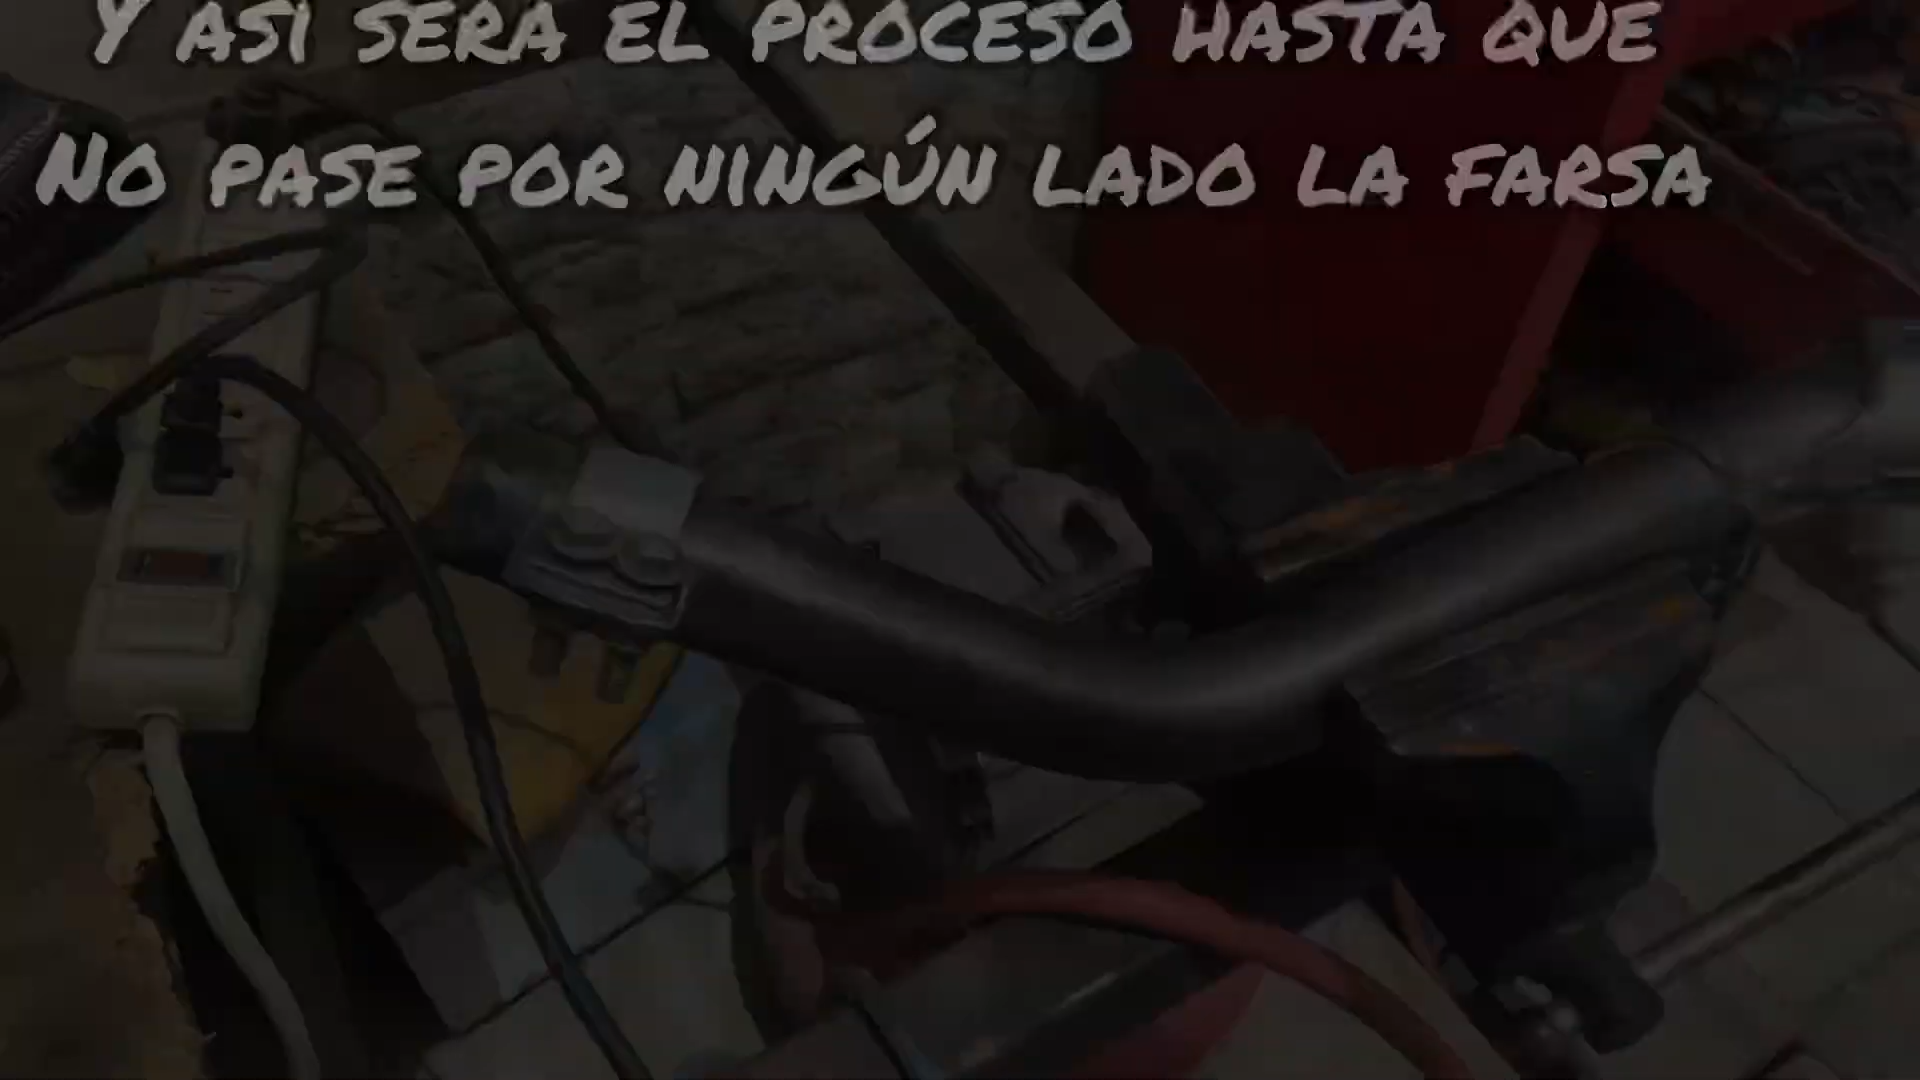 Y ASÍ SERÁ EL PROCESO HASTA QUE
NO PASE POR NINGÚN LADO LA FARSA